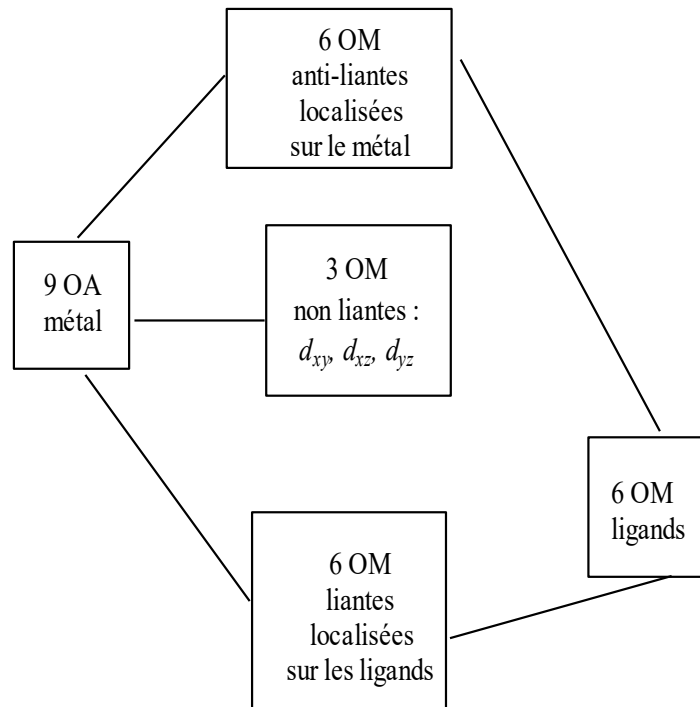 6 OM
anti-liantes
localisées
sur le métal
9 OA
métal
3 OM
non liantes :
dxy, dxz, dyz
6 OM
ligands
6 OM
liantes
localisées
sur les ligands